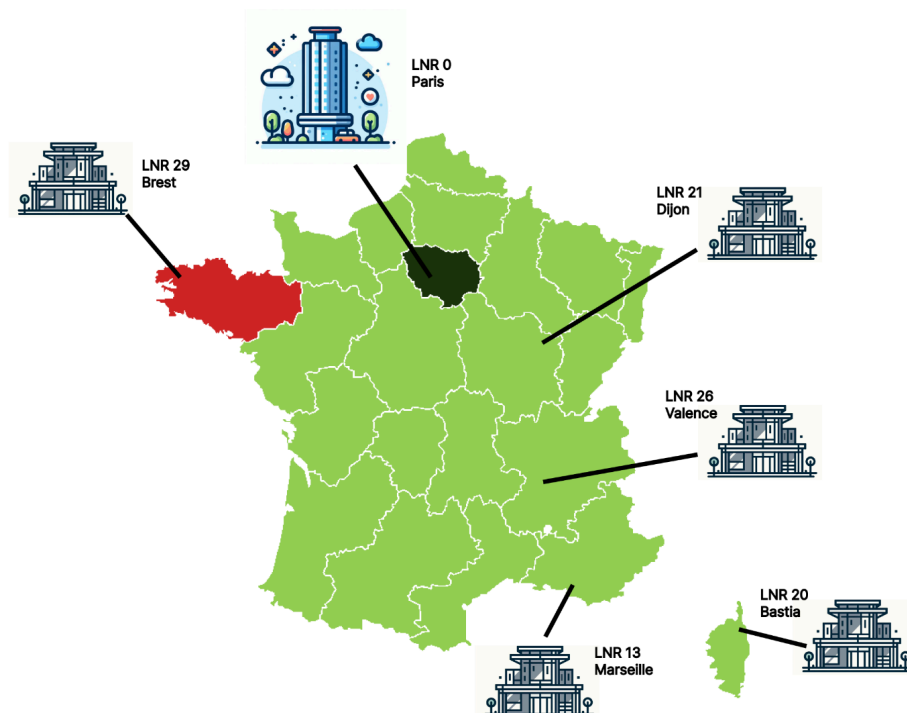 LNR 0
Paris
LNR 29
Brest
LNR 21
Dijon
LNR 26
Valence
LNR 20
Bastia
LNR 13
Marseille